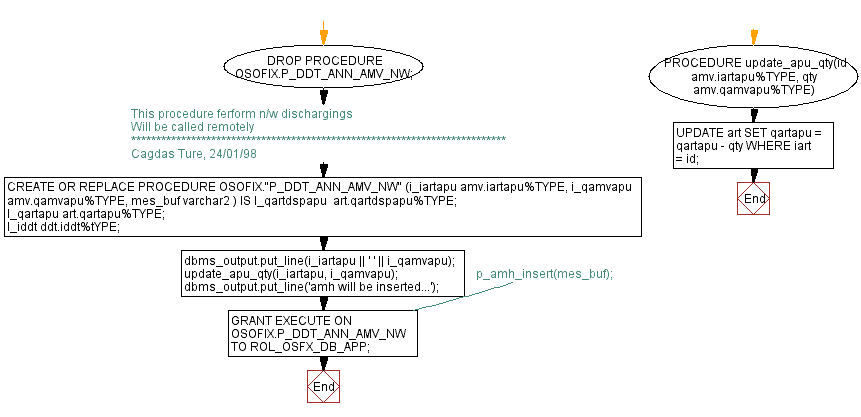 DROP PROCEDURE
OSOFIX.P_DDT_ANN_AMV_NW;
This procedure ferform n/w dischargings
Will be called remotely
***************************************************************************
Cagdas Ture, 24/01/98
CREATE OR REPLACE PROCEDURE OSOFIX."P_DDT_ANN_AMV_NW" (i_iartapu amv.iartapu%TYPE, i_qamvapu
amv.qamvapu%TYPE, mes_buf varchar2 ) IS l_qartdspapu  art.qartdspapu%TYPE;
l_qartapu art.qartapu%TYPE;
l_iddt ddt.iddt%tYPE;
dbms_output.put_line(i_iartapu || ' ' || i_qamvapu);
update_apu_qty(i_iartapu, i_qamvapu);
dbms_output.put_line('amh will be inserted...');
p_amh_insert(mes_buf);
GRANT EXECUTE ON
OSOFIX.P_DDT_ANN_AMV_NW
TO ROL_OSFX_DB_APP;
End
PROCEDURE update_apu_qty(id
amv.iartapu%TYPE, qty
amv.qamvapu%TYPE)
UPDATE art SET qartapu =
qartapu - qty WHERE iart
= id;
End